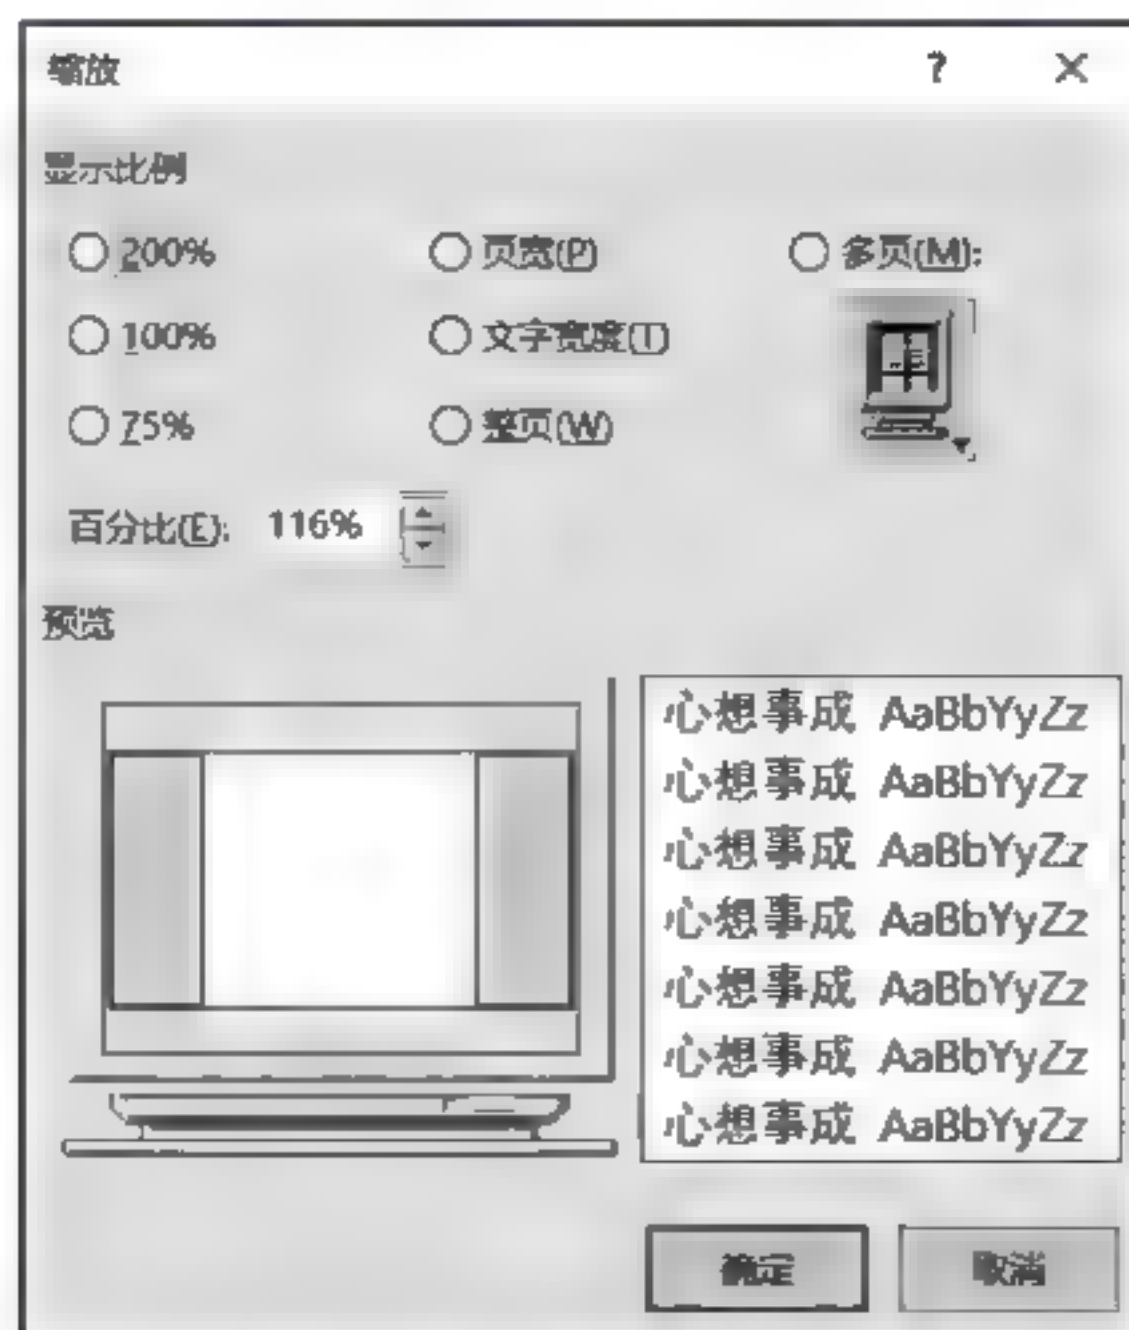 缩放 ? ×
显示比例
200% 页宽(P) 多页(M):
100% 文字宽度(T)
75% 整页(W)
百分比(E): 116%
预览
心想事成 AaBbYyZz
心想事成 AaBbYyZz
心想事成 AaBbYyZz
心想事成 AaBbYyZz
心想事成 AaBbYyZz
心想事成 AaBbYyZz
心想事成 AaBbYyZz
确定 取消